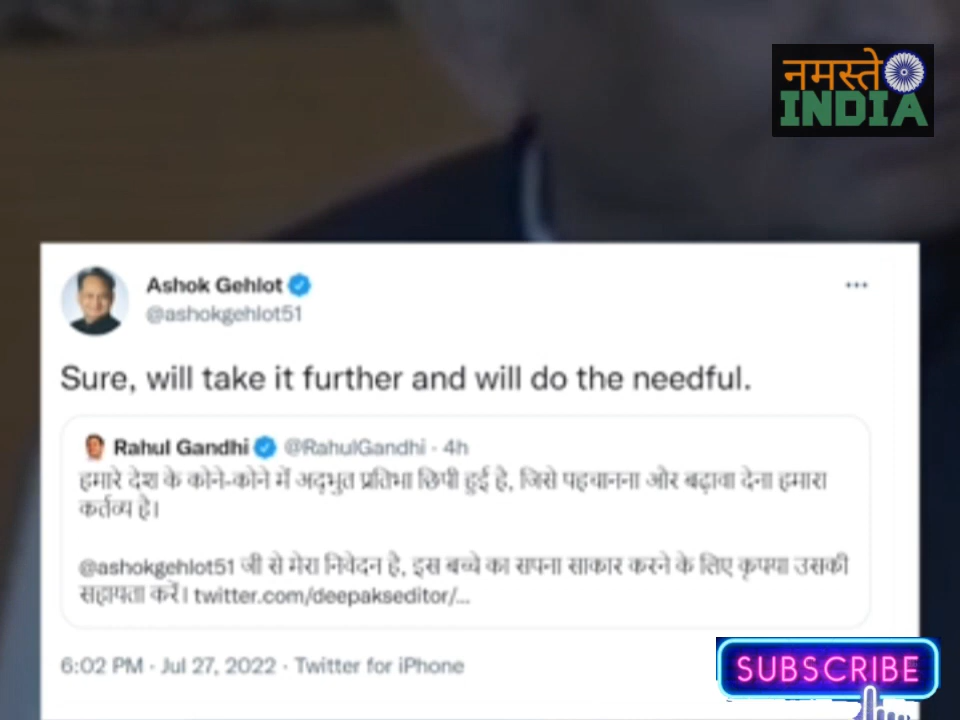 नमस्ते
INDIA
Ashok Gehlot
@ashokgehlot51
Sure, will take it further and will do the needful.
Rahul Gandhi @RahulGandhi · 4h
हमारे देश के कोने-कोने में अद्भुत प्रतिभा छिपी हुई है, जिसे पहचानना और बढ़ावा देना हमारा
कर्तव्य है।
@ashokgehlot51 जी से मेरा निवेदन है, इस बच्चे का सपना साकार करने के लिए कृपया उसकी
सहायता करें। twitter.com/deepakseditor/...
6:02 PM · Jul 27, 2022 · Twitter for iPhone
SUBSCRIBE